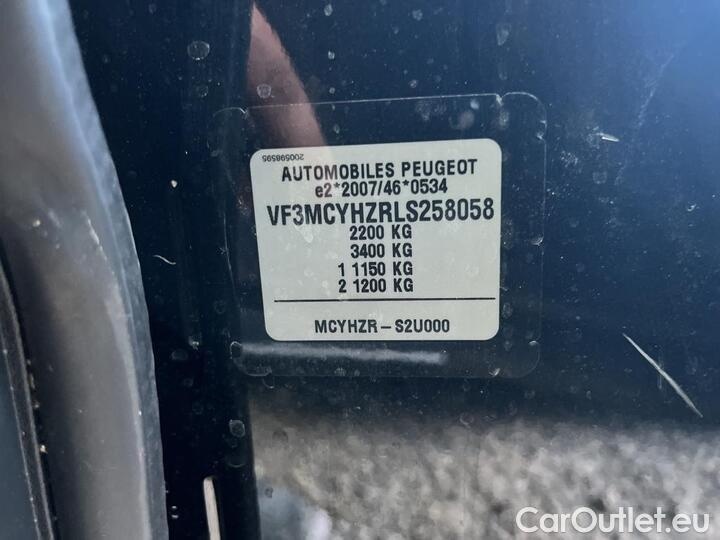 200598595
AUTOMOBILES PEUGEOT
e2*2007/46*0534
VF3MCYHZRLS258058
2200 KG
3400 KG
1 1150 KG
2 1200 KG
MCYHZR – S2U000
CarOutlet.eu